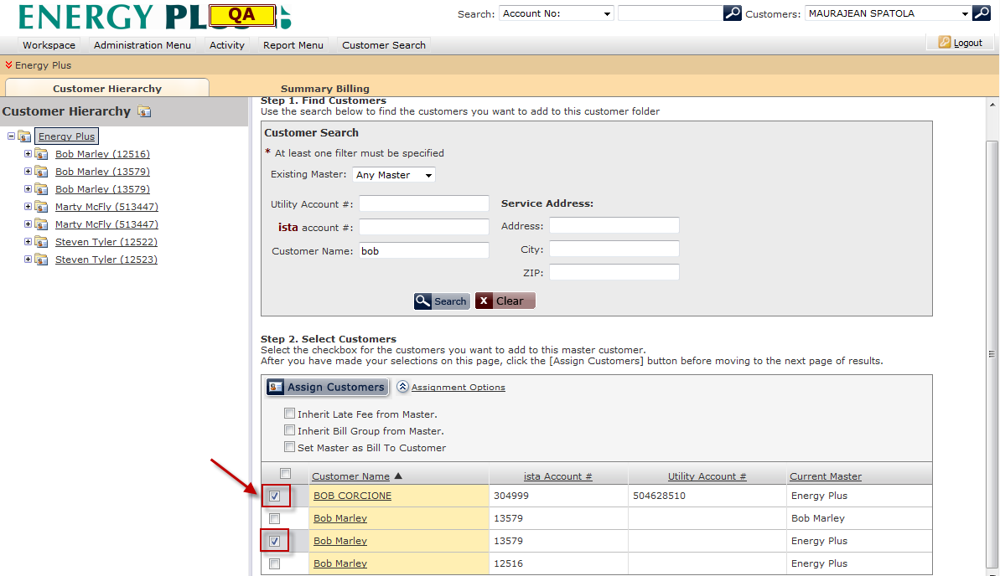 ENERGY PLUS QA
Search: Account No: Customers: MAURAJEAN SPATOLA
Workspace Administration Menu Activity Report Menu Customer Search Logout
Energy Plus
Customer Hierarchy Summary Billing
Customer Hierarchy
Energy Plus
Bob Marley (12516)
Bob Marley (13579)
Bob Marley (13579)
Marty McFly (513447)
Marty McFly (513447)
Steven Tyler (12522)
Steven Tyler (12523)
Step 1. Find Customers
Use the search below to find the customers you want to add to this customer folder
Customer Search
* At least one filter must be specified
Existing Master: Any Master
Utility Account #: Service Address:
ista account #: Address:
Customer Name: bob City:
ZIP:
Search X Clear
Step 2. Select Customers
Select the checkbox for the customers you want to add to this master customer.
After you have made your selections on this page, click the [Assign Customers] button before moving to the next page of results.
Assign Customers Assignment Options
Inherit Late Fee from Master.
Inherit Bill Group from Master.
Set Master as Bill To Customer
Customer Name ▲ ista Account # Utility Account # Current Master
BOB CORCIONE 304999 504628510 Energy Plus
Bob Marley 13579 Bob Marley
Bob Marley 13579 Energy Plus
Bob Marley 12516 Energy Plus